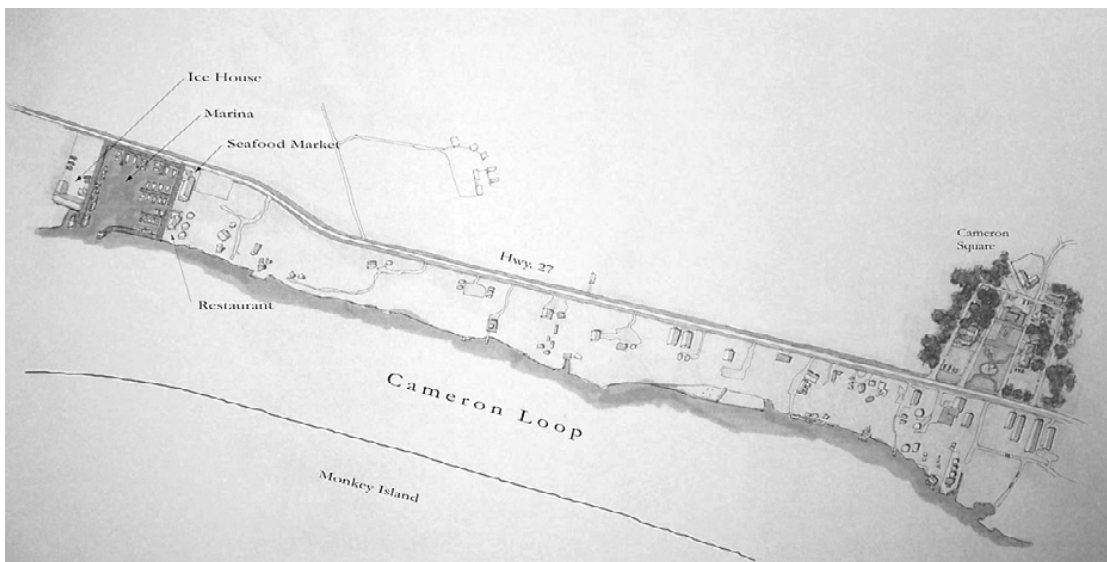 Ice House
Marina
Seafood Market
Cameron
Square
Hwy. 27
Restaurant
Cameron Loop
Monkey Island